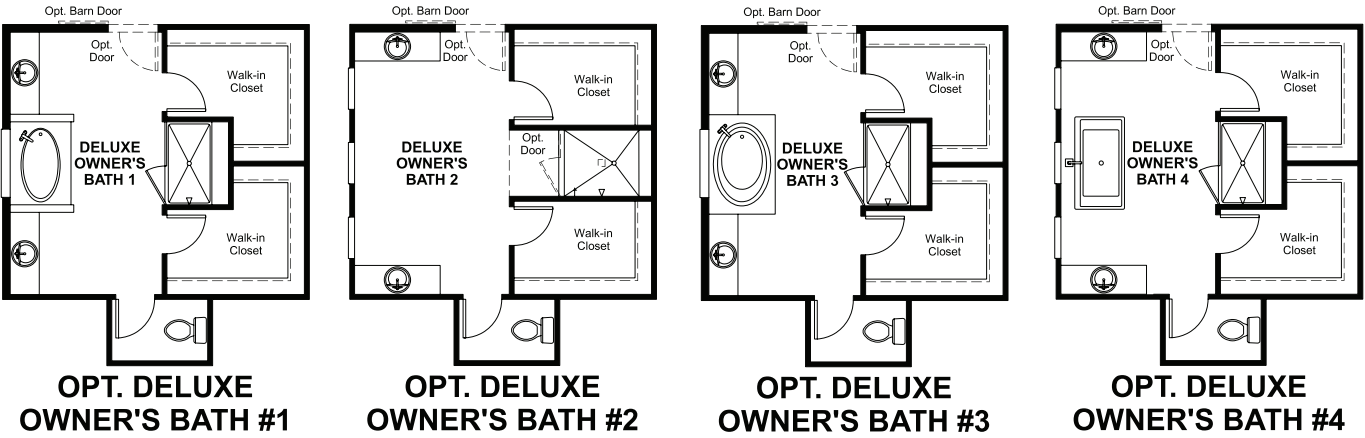 Opt. Barn Door
Opt.
Door
Walk-in
Closet
DELUXE
OWNER'S
BATH 1
Walk-in
Closet
OPT. DELUXE
OWNER'S BATH #1
Opt. Barn Door
Opt.
Door
Walk-in
Closet
Opt.
Door
DELUXE
OWNER'S
BATH 2
Walk-in
Closet
OPT. DELUXE
OWNER'S BATH #2
Opt. Barn Door
Opt.
Door
Walk-in
Closet
DELUXE
OWNER'S
BATH 3
Walk-in
Closet
OPT. DELUXE
OWNER'S BATH #3
Opt. Barn Door
Opt.
Door
Walk-in
Closet
DELUXE
OWNER'S
BATH 4
Walk-in
Closet
OPT. DELUXE
OWNER'S BATH #4